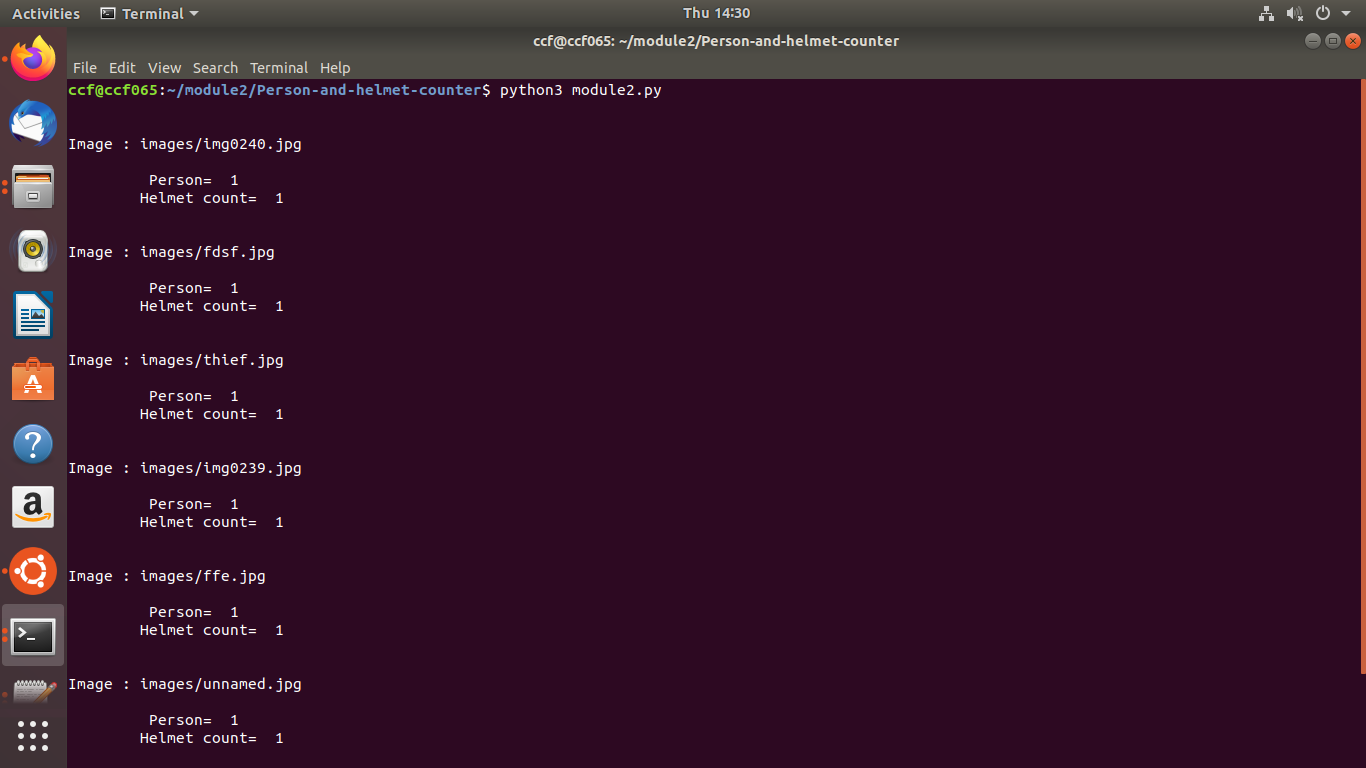 Activities Terminal Thu 14:30
ccf@ccf065: ~/module2/Person-and-helmet-counter
File Edit View Search Terminal Help
ccf@ccf065:~/module2/Person-and-helmet-counter$ python3 module2.py
Image : images/img0240.jpg
Person= 1
Helmet count= 1
Image : images/fdsf.jpg
Person= 1
Helmet count= 1
Image : images/thief.jpg
Person= 1
Helmet count= 1
Image : images/img0239.jpg
Person= 1
Helmet count= 1
Image : images/ffe.jpg
Person= 1
Helmet count= 1
Image : images/unnamed.jpg
Person= 1
Helmet count= 1